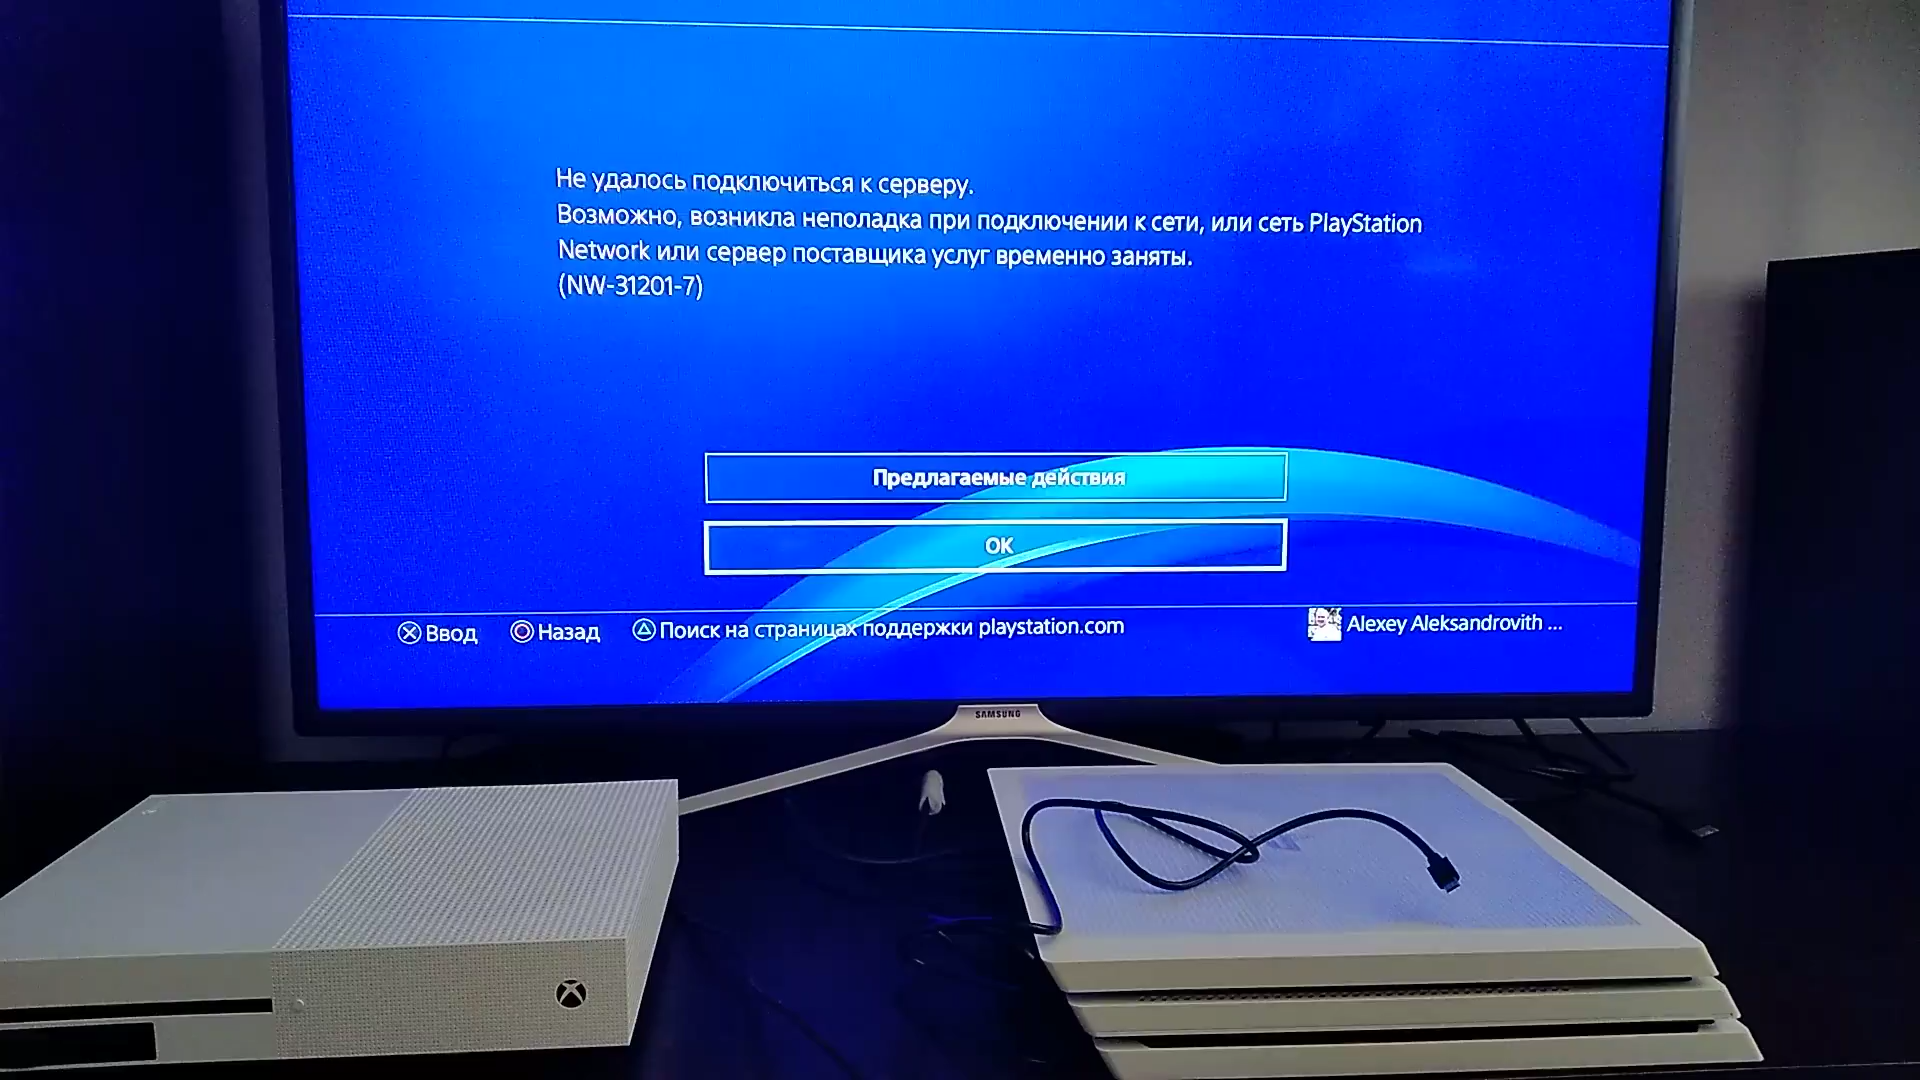 Не удалось подключиться к серверу.
Возможно, возникла неполадка при подключении к сети, или сеть PlayStation
Network или сервер поставщика услуг временно заняты.
(NW-31201-7)
Предлагаемые действия
OK
Ввод Назад Поиск на страницах поддержки playstation.com Alexey Aleksandrovith ...
SAMSUNG